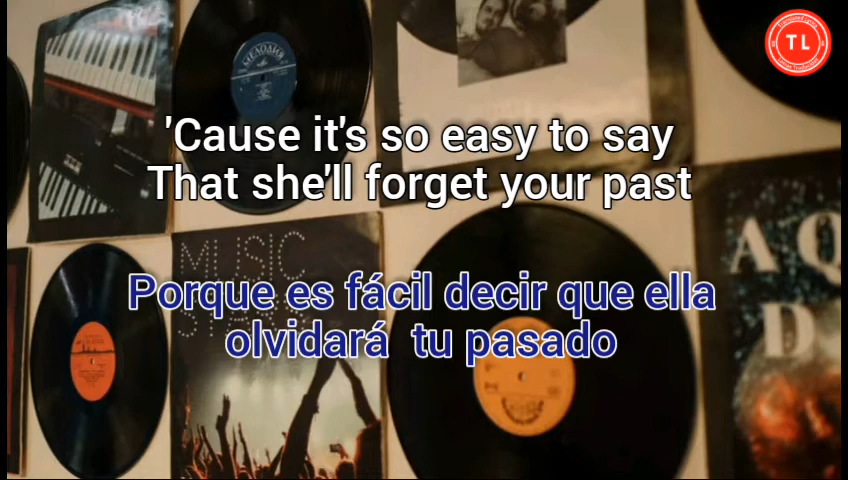 TL
МЕЛОДИЯ
'Cause it's so easy to say
That she'll forget your past
MUSIC
A Q
D
Porque es fácil decir que ella
olvidará tu pasado